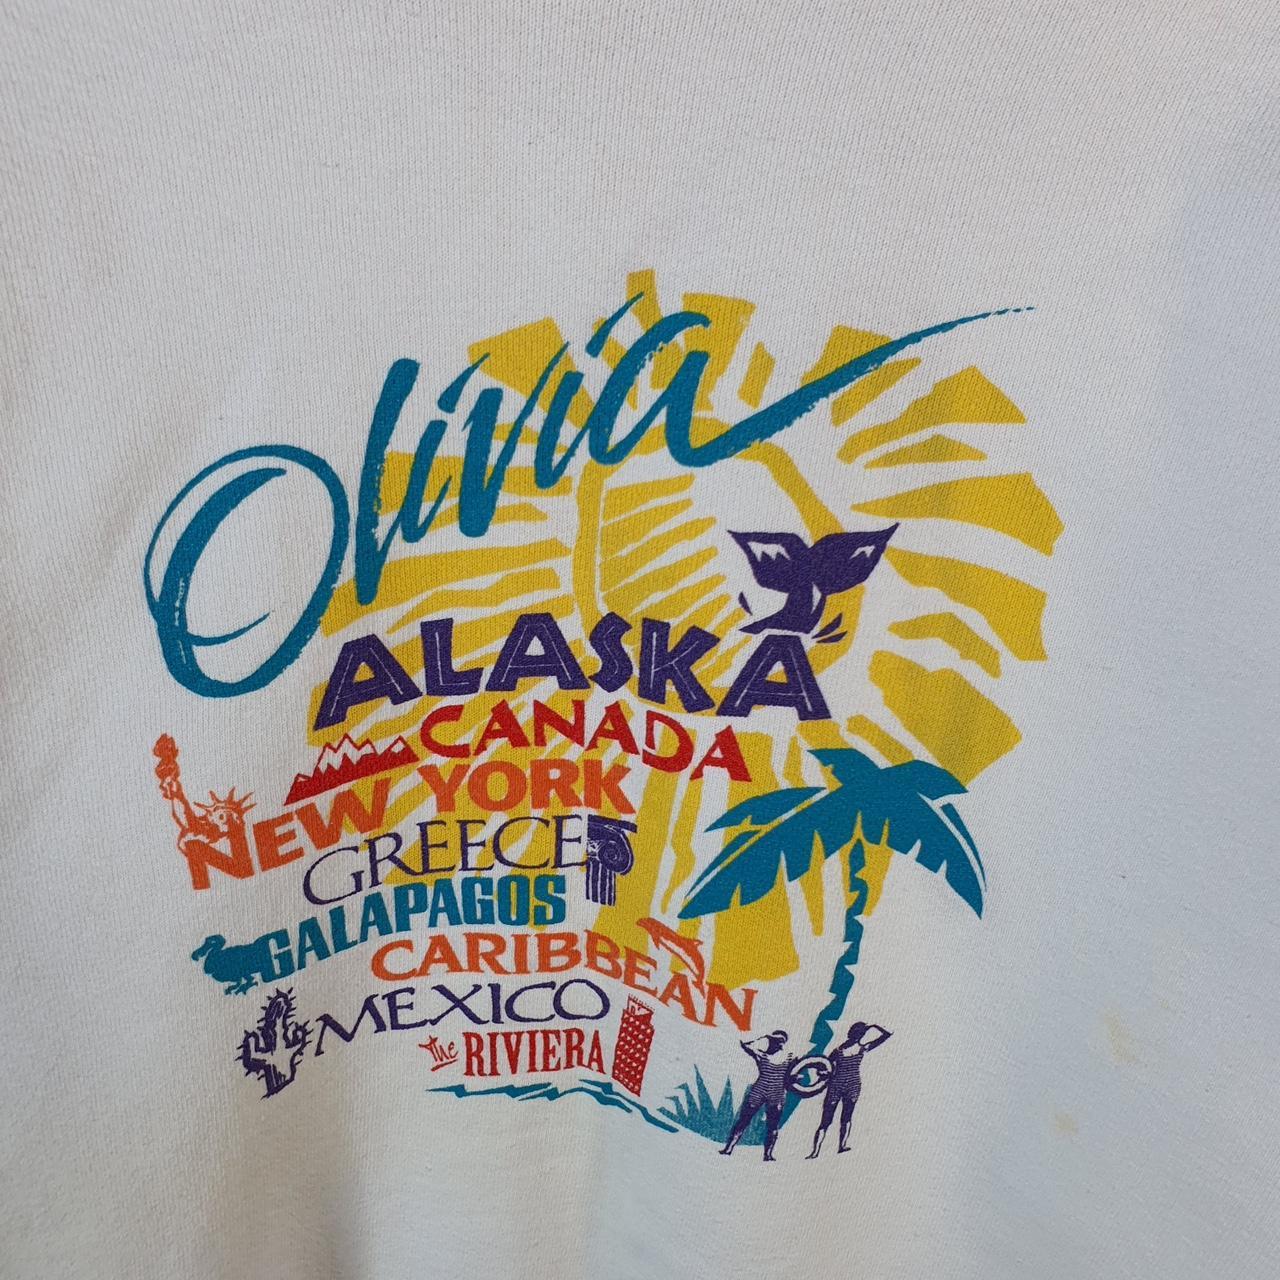 Olivia
ALASKA
CANADA
NEW YORK
GREECE
GALAPAGOS
CARIBBEAN
MEXICO
the RIVIERA